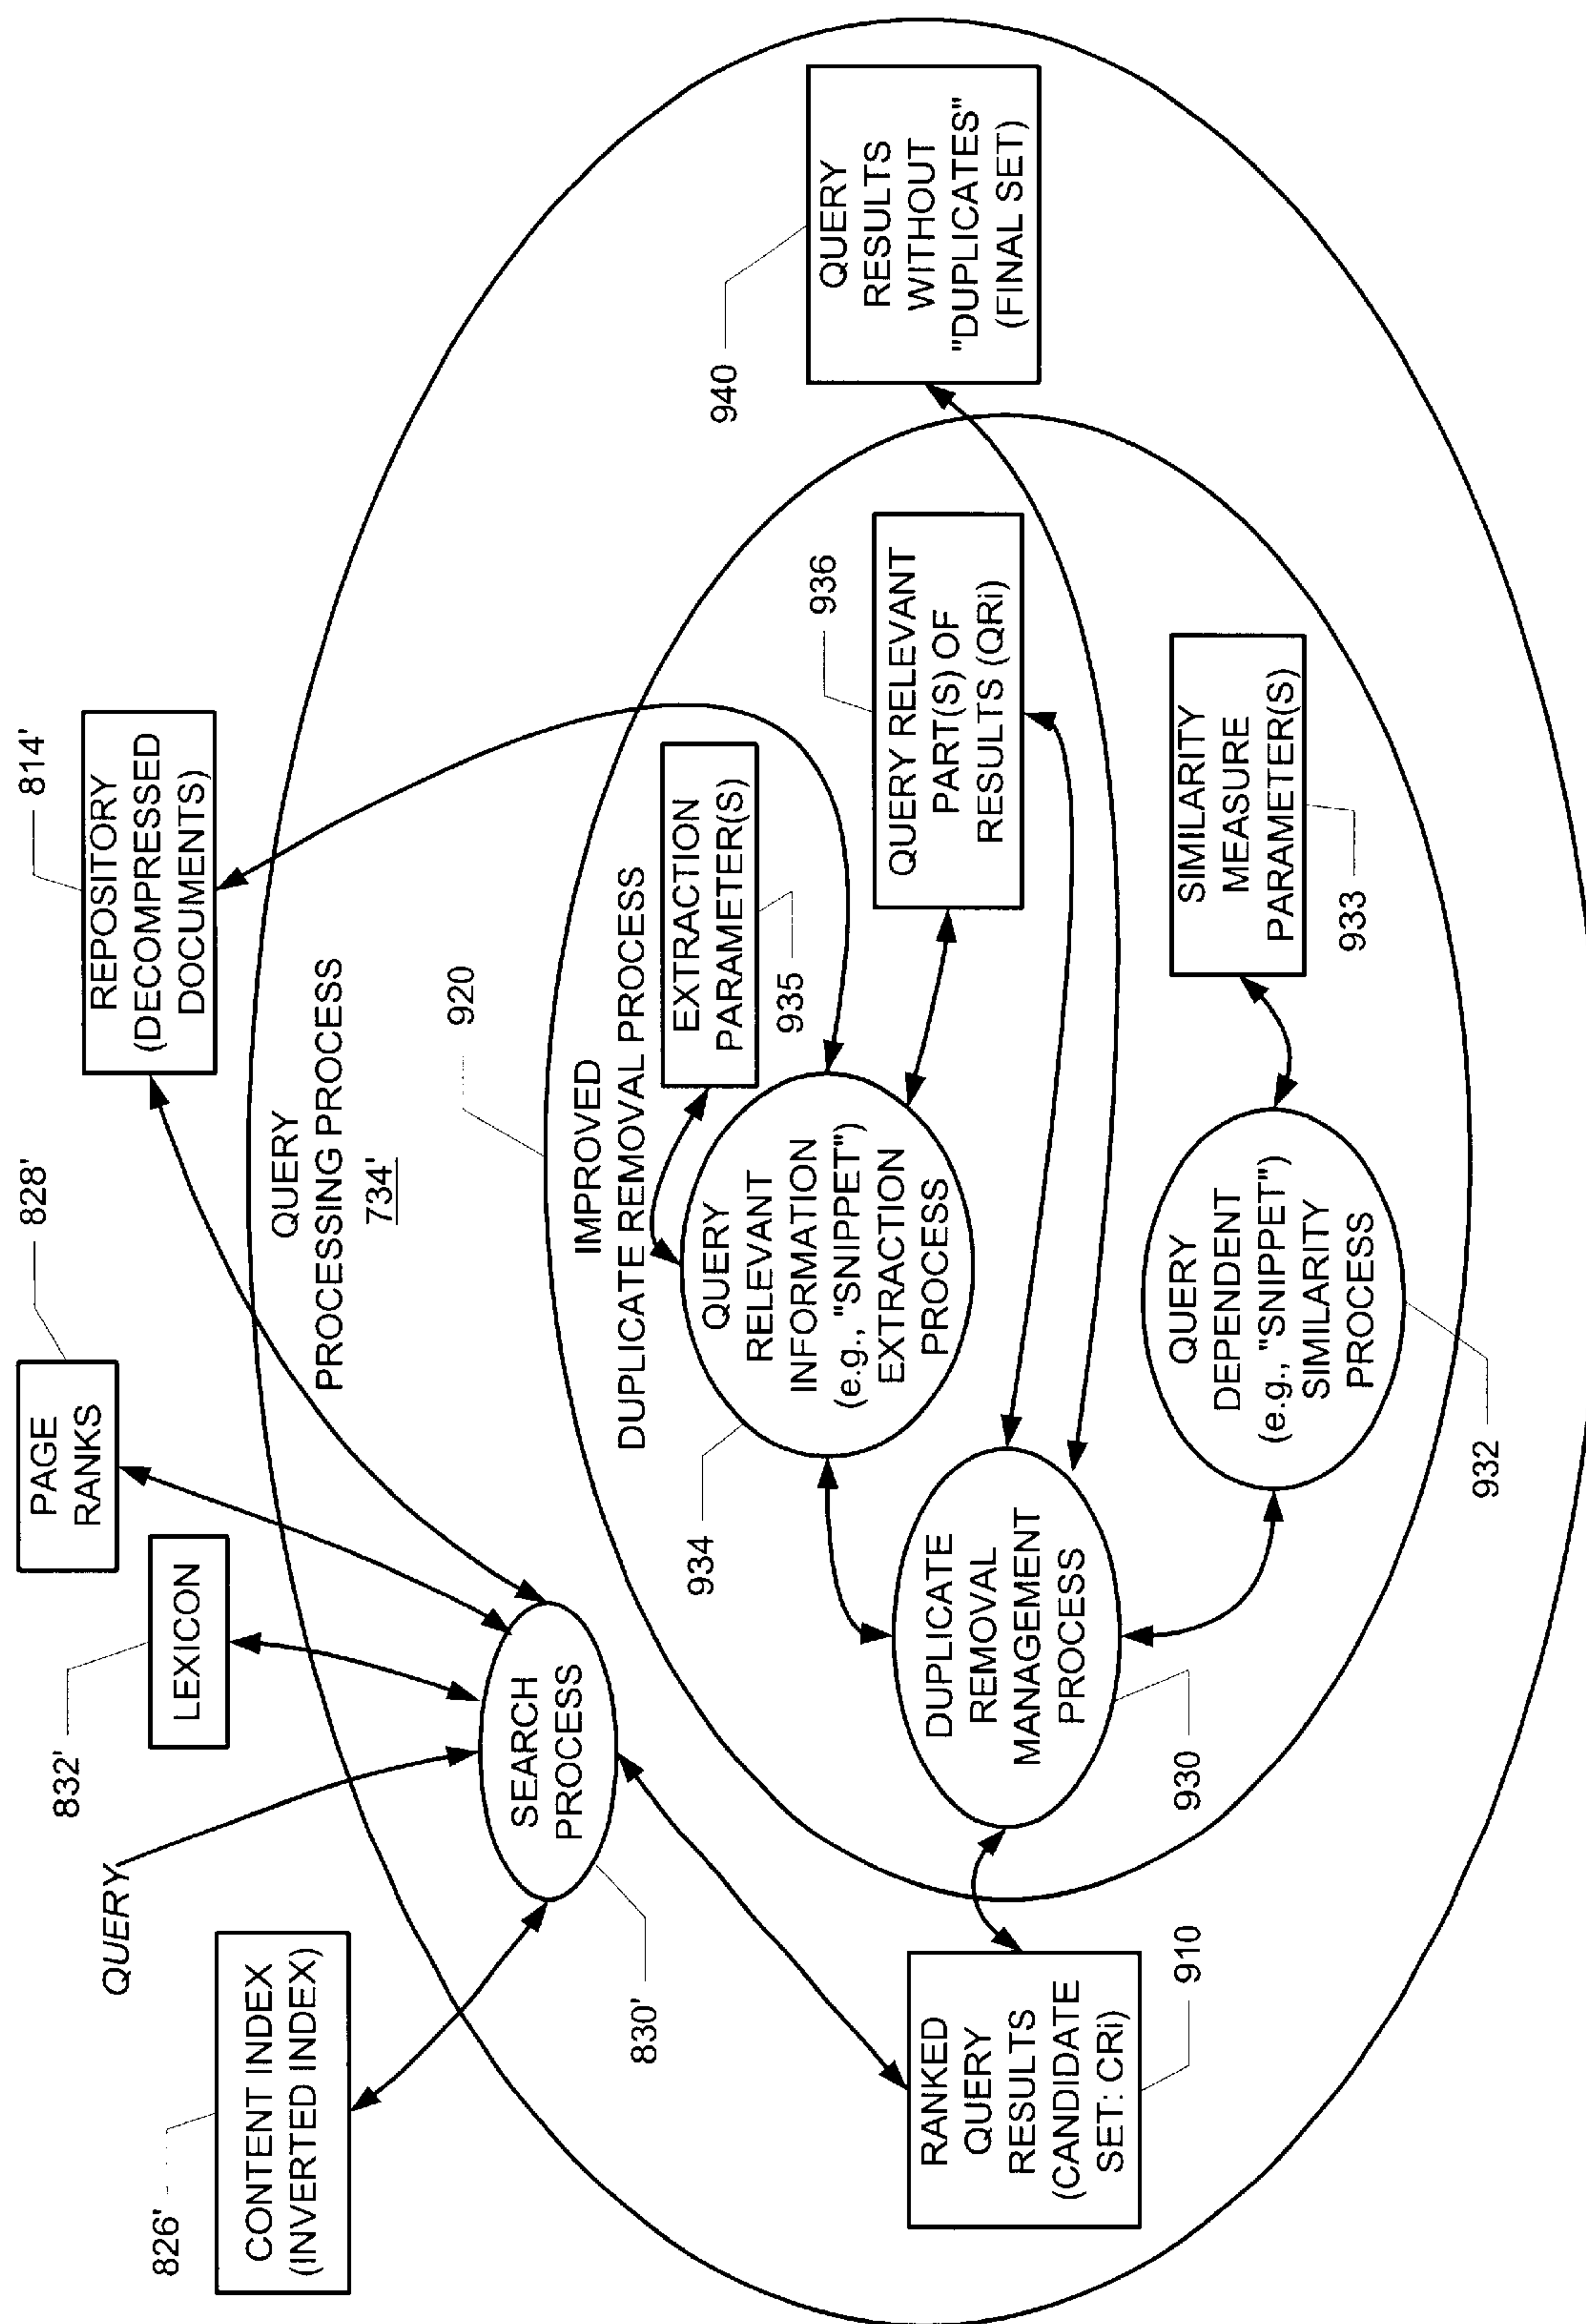 826'
CONTENT INDEX
(INVERTED INDEX)
QUERY
832'
LEXICON
828'
PAGE
RANKS
814'
REPOSITORY
(DECOMPRESSED
DOCUMENTS)
QUERY
PROCESSING PROCESS
734'
SEARCH
PROCESS
830'
920
IMPROVED
DUPLICATE REMOVAL PROCESS
EXTRACTION
PARAMETER(S)
935
934
QUERY
RELEVANT
INFORMATION
(e.g., "SNIPPET")
EXTRACTION
PROCESS
936
QUERY RELEVANT
PART(S) OF
RESULTS (QRi)
940
QUERY
RESULTS
WITHOUT
"DUPLICATES"
(FINAL SET)
RANKED
QUERY
RESULTS
(CANDIDATE
SET: CRi)
910
DUPLICATE
REMOVAL
MANAGEMENT
PROCESS
930
QUERY
DEPENDENT
(e.g., "SNIPPET")
SIMILARITY
PROCESS
932
SIMILARITY
MEASURE
PARAMETER(S)
933